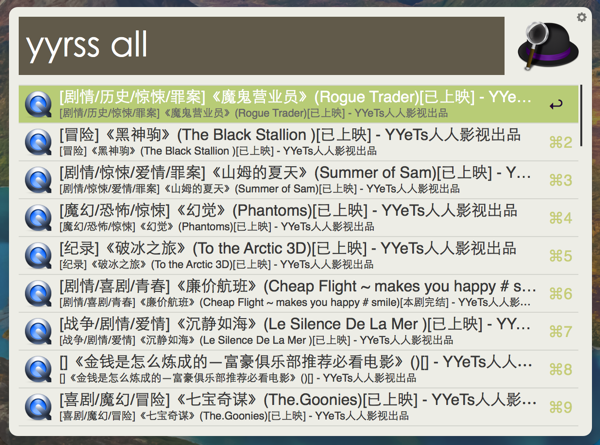 yyrss all
[剧情/历史/惊悚/罪案]《魔鬼营业员》(Rogue Trader)[已上映] - YYe…
[剧情/历史/惊悚/罪案]《魔鬼营业员》(Rogue Trader)[已上映] - YYeTs人人影视出品
[冒险]《黑神驹》(The Black Stallion )[已上映] - YYeTs人人影视出品
[冒险]《黑神驹》(The Black Stallion )[已上映] - YYeTs人人影视出品
⌘2
[剧情/惊悚/爱情/罪案]《山姆的夏天》(Summer of Sam)[已上映] - Y…
[剧情/惊悚/爱情/罪案]《山姆的夏天》(Summer of Sam)[已上映] - YYeTs人人影视出品
⌘3
[魔幻/恐怖/惊悚]《幻觉》(Phantoms)[已上映] - YYeTs人人影视出品
[魔幻/恐怖/惊悚]《幻觉》(Phantoms)[已上映] - YYeTs人人影视出品
⌘4
[纪录]《破冰之旅》(To the Arctic 3D)[已上映] - YYeTs人人影视出品
[纪录]《破冰之旅》(To the Arctic 3D)[已上映] - YYeTs人人影视出品
⌘5
[剧情/喜剧/青春]《廉价航班》(Cheap Flight ~ makes you happy # s…
[剧情/喜剧/青春]《廉价航班》(Cheap Flight ~ makes you happy # smile)[本剧完结] - YYeTs人人影…
⌘6
[战争/剧情/爱情]《沉静如海》(Le Silence De La Mer )[已上映] - YY…
[战争/剧情/爱情]《沉静如海》(Le Silence De La Mer )[已上映] - YYeTs人人影视出品
⌘7
[]《金钱是怎么炼成的—富豪俱乐部推荐必看电影》()[] - YYeTs人人…
[]《金钱是怎么炼成的—富豪俱乐部推荐必看电影》()[] - YYeTs人人影视出品
⌘8
[喜剧/魔幻/冒险]《七宝奇谋》(The.Goonies)[已上映] - YYeTs人人…
[喜剧/魔幻/冒险]《七宝奇谋》(The.Goonies)[已上映] - YYeTs人人影视出品
⌘9